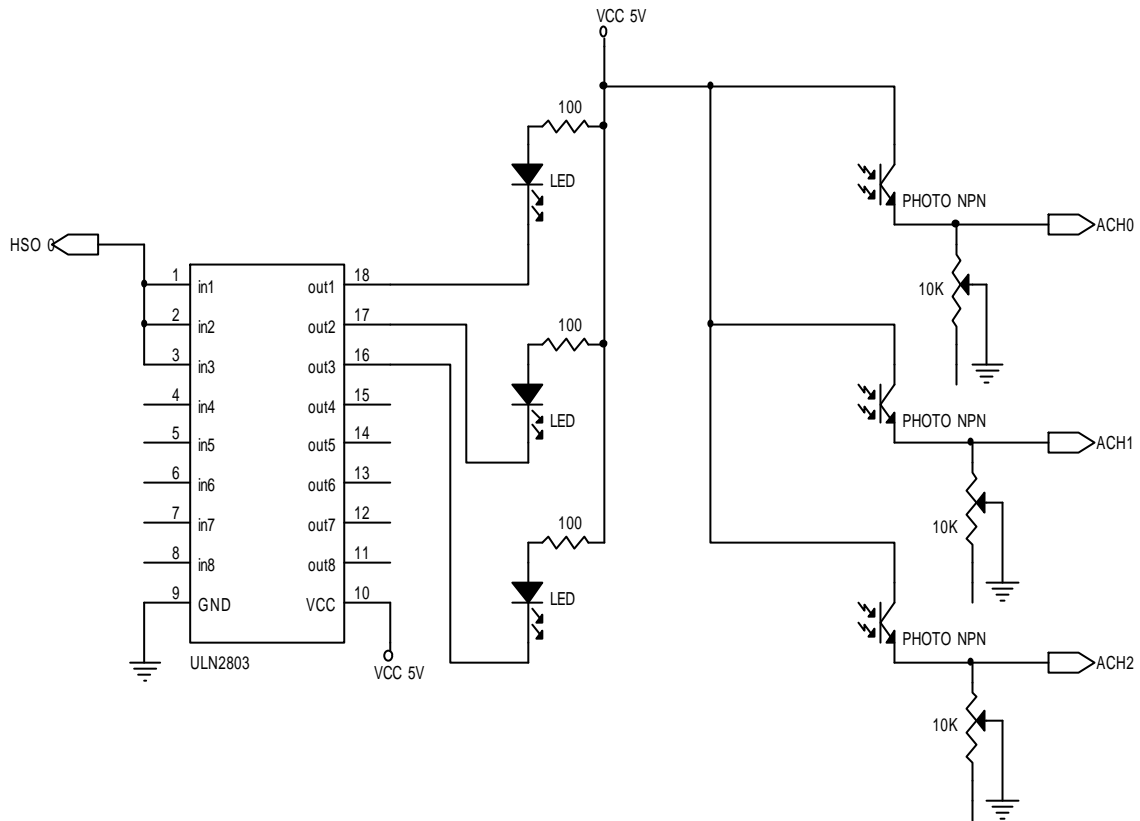 VCC 5V
100
LED
PHOTO NPN
ACH0
10K
HSO 0
1 in1 out1 18
2 in2 out2 17
3 in3 out3 16
4 in4 out4 15
5 in5 out5 14
6 in6 out6 13
7 in7 out7 12
8 in8 out8 11
9 GND VCC 10
ULN2803
VCC 5V
100
LED
PHOTO NPN
ACH1
10K
100
LED
PHOTO NPN
ACH2
10K